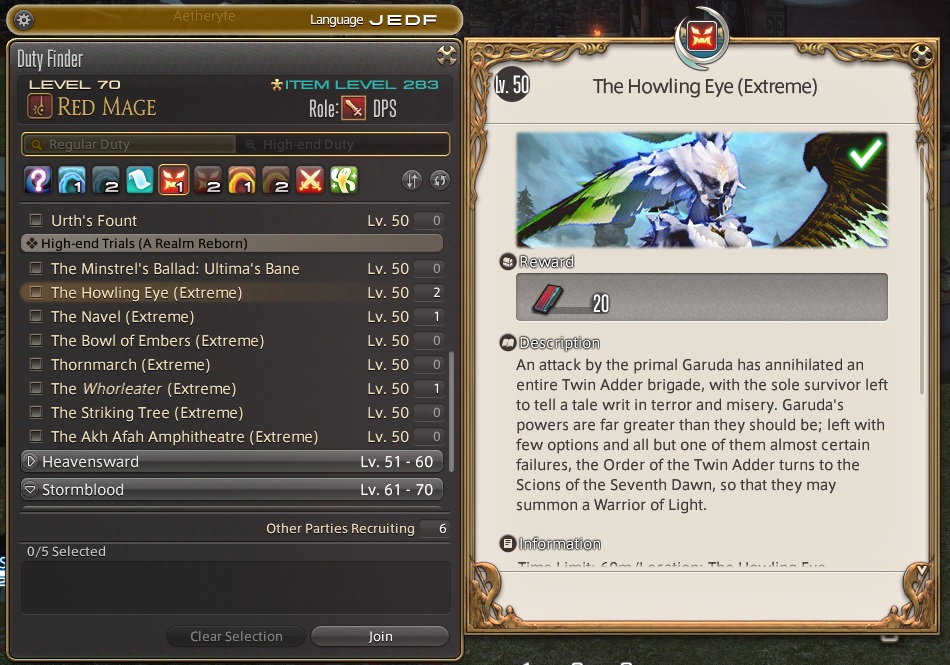 Aetheryte
Language JEDF
Duty Finder
LEVEL 70
ITEM LEVEL 283
RED MAGE
Role: DPS
Regular Duty
High-end Duty
? 1 2 1 2 1 2
Urth's Fount Lv. 50 0
High-end Trials (A Realm Reborn)
The Minstrel's Ballad: Ultima's Bane Lv. 50 0
The Howling Eye (Extreme) Lv. 50 2
The Navel (Extreme) Lv. 50 1
The Bowl of Embers (Extreme) Lv. 50 0
Thornmarch (Extreme) Lv. 50 0
The Whorleater (Extreme) Lv. 50 1
The Striking Tree (Extreme) Lv. 50 0
The Akh Afah Amphitheatre (Extreme) Lv. 50 0
Heavensward Lv. 51 - 60
Stormblood Lv. 61 - 70
Other Parties Recruiting 6
0/5 Selected
Clear Selection
Join
Lv. 50
The Howling Eye (Extreme)
Reward
20
Description
An attack by the primal Garuda has annihilated an
entire Twin Adder brigade, with the sole survivor left
to tell a tale writ in terror and misery. Garuda's
powers are far greater than they should be; left with
few options and all but one of them almost certain
failures, the Order of the Twin Adder turns to the
Scions of the Seventh Dawn, so that they may
summon a Warrior of Light.
Information
Time Limit: 60m/Location: The Howling Eye